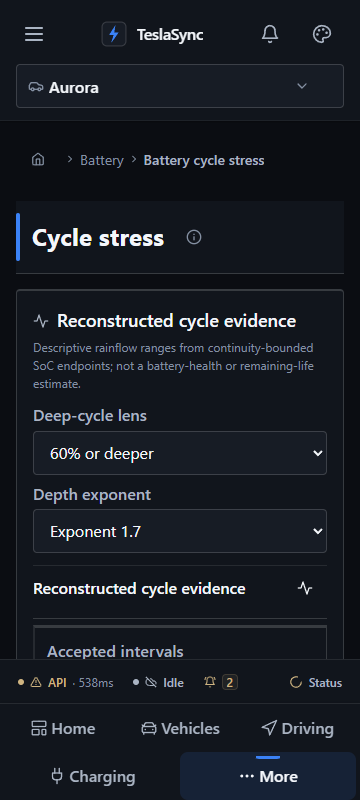 TeslaSync
Aurora
Battery
Battery cycle stress
Cycle stress
Reconstructed cycle evidence
Descriptive rainflow ranges from continuity-bounded
SoC endpoints; not a battery-health or remaining-life
estimate.
Deep-cycle lens
60% or deeper
Depth exponent
Exponent 1.7
Reconstructed cycle evidence
Accepted intervals
API · 538ms
Idle
2
Status
Home
Vehicles
Driving
Charging
More